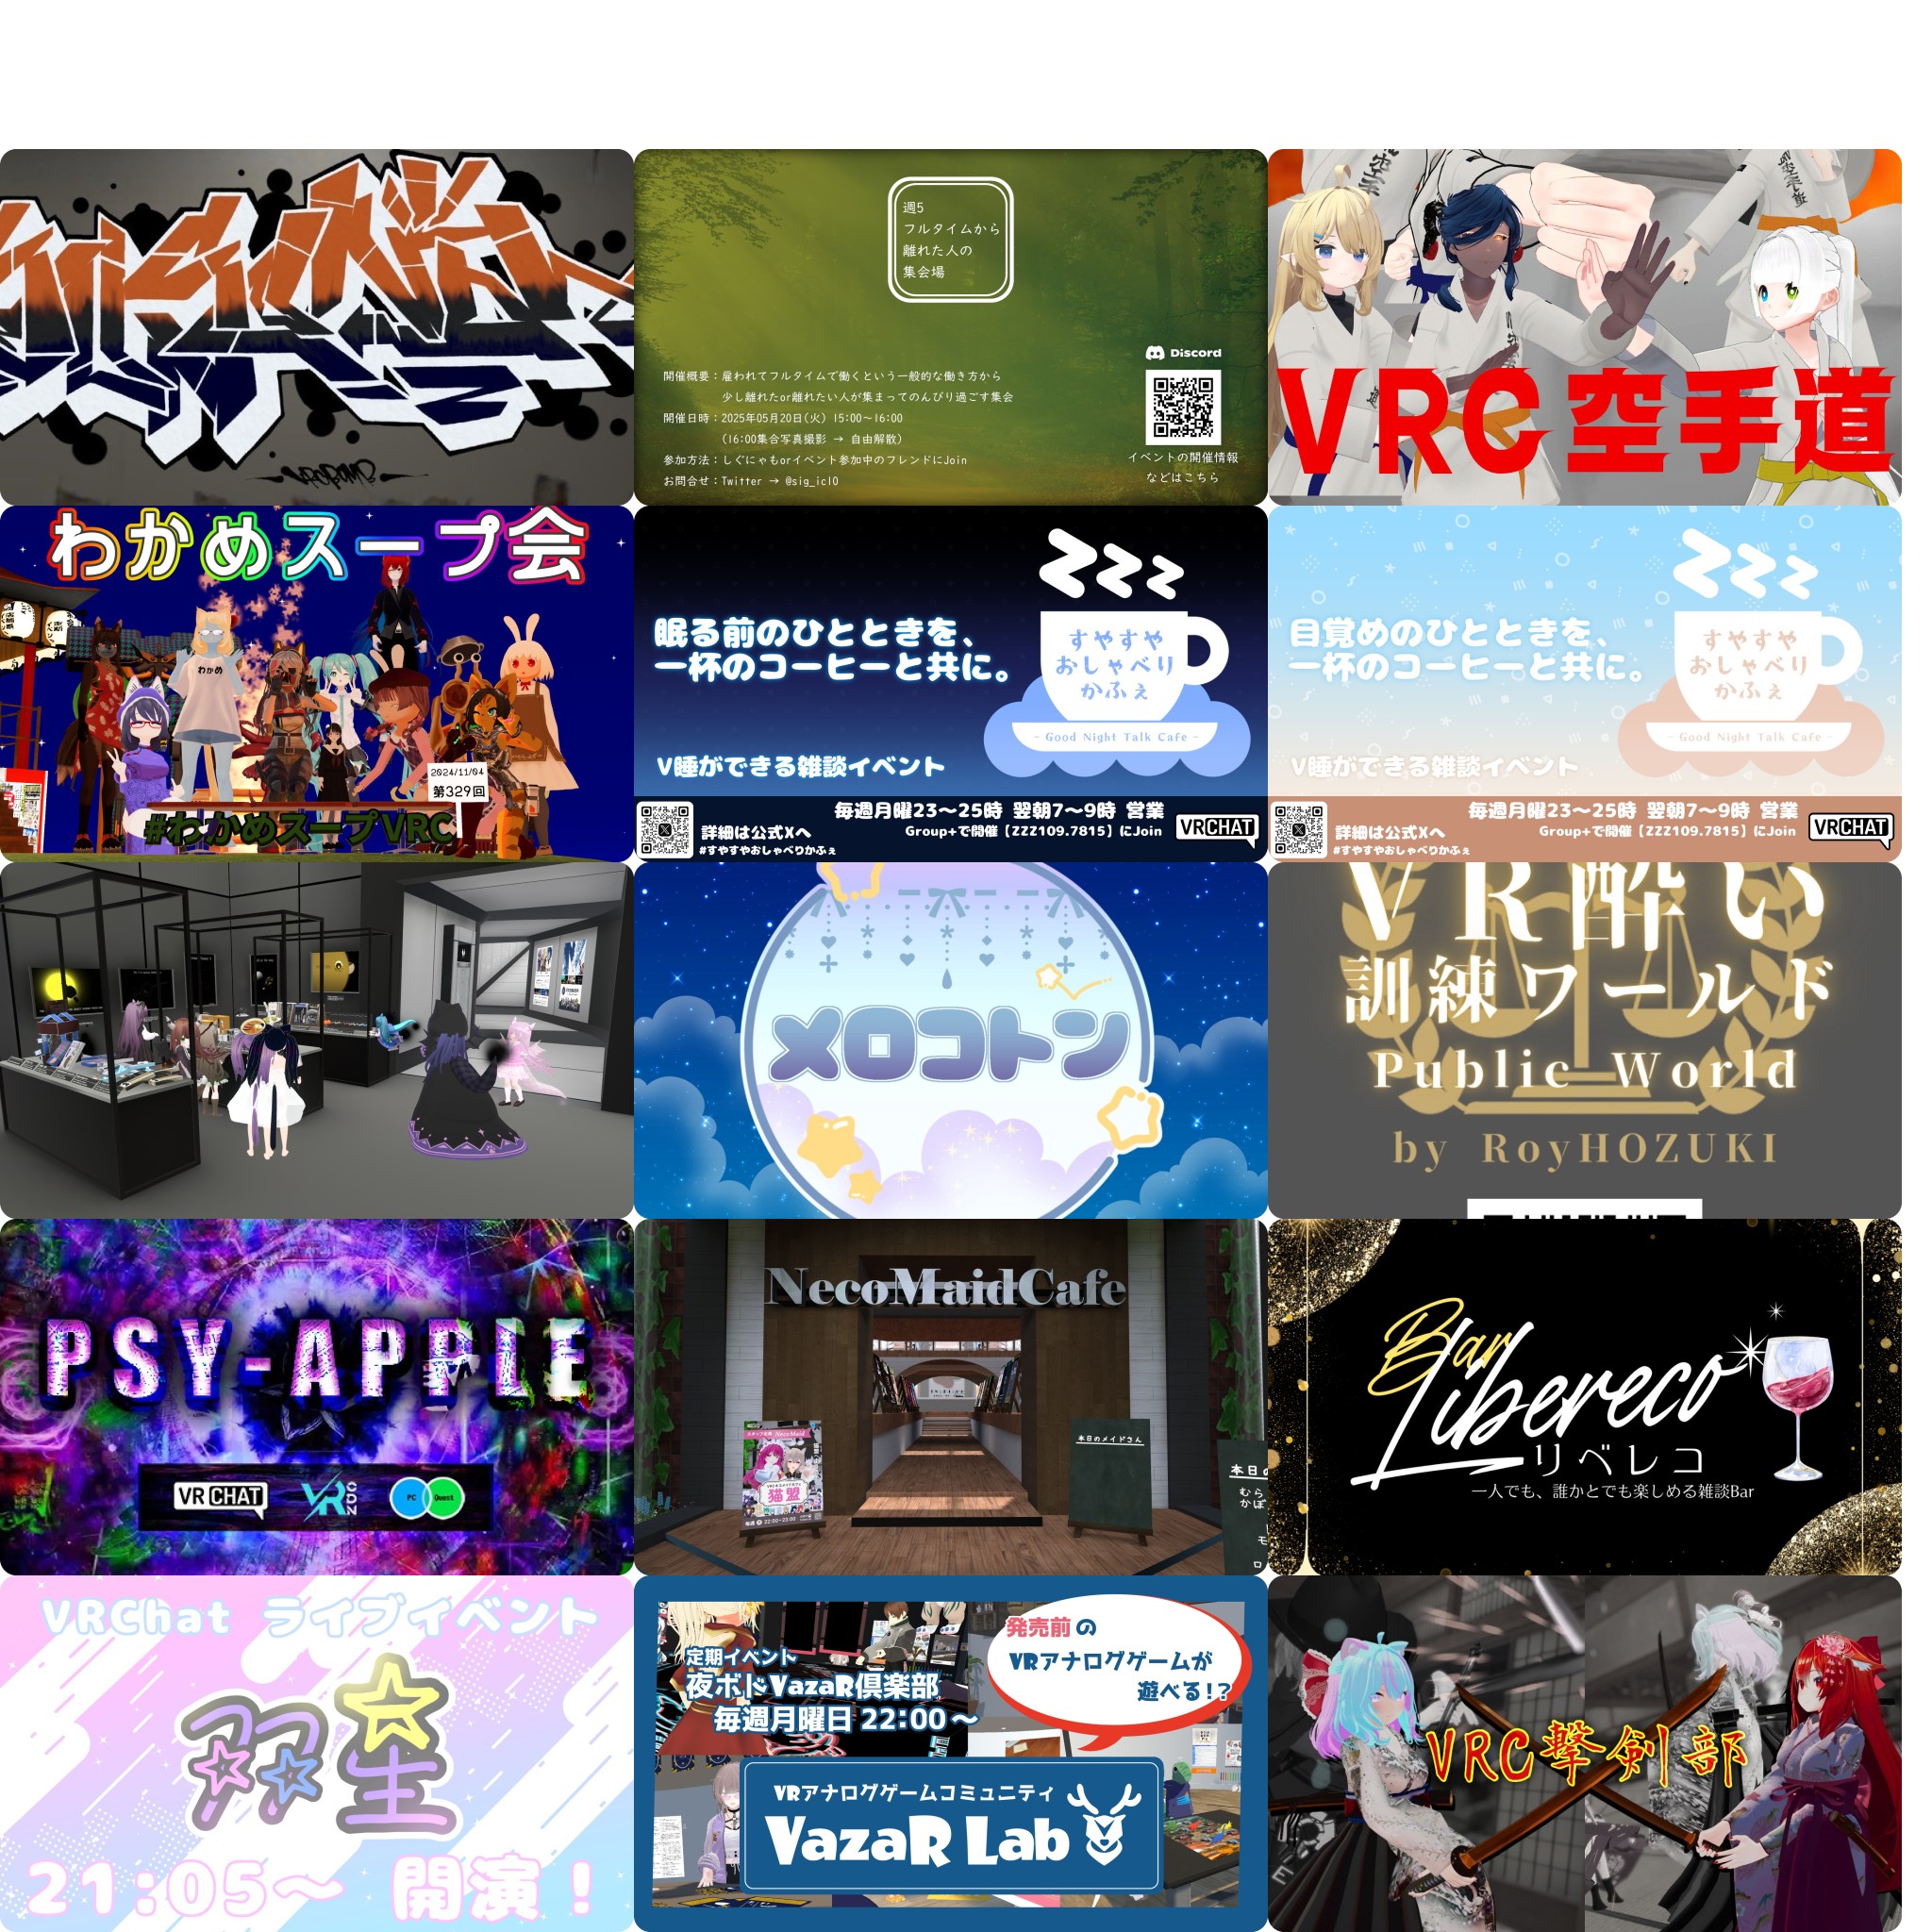 VRCBOMB
週5
フルタイムから
離れた人の
集会場
Discord
開催概要：雇われてフルタイムで働くという一般的な働き方から
少し離れたor離れたい人が集まってのんびり過ごす集会
開催日時：2025年05月20日(火) 15:00～16:00
(16:00集合写真撮影 → 自由解散)
参加方法：しぐにゃもorイベント参加中のフレンドにJoin
お問合せ：Twitter → @sig_icl0
イベントの開催情報
などはこちら
VRC空手道
わかめスープ会
わかめ
2024/11/04
第329回
#わかめスープVRC
眠る前のひとときを、
一杯のコーヒーと共に。
すやすや
おしゃべり
かふぇ
- Good Night Talk Cafe -
V睡ができる雑談イベント
毎週月曜23～25時 翌朝7～9時 営業
詳細は公式Xへ
Group+で開催【ZZZ109.7815】にJoin
#すやすやおしゃべりかふぇ
VRCHAT
目覚めのひとときを、
一杯のコーヒーと共に。
すやすや
おしゃべり
かふぇ
- Good Night Talk Cafe -
V睡ができる雑談イベント
毎週月曜23～25時 翌朝7～9時 営業
詳細は公式Xへ
Group+で開催【ZZZ109.7815】にJoin
#すやすやおしゃべりかふぇ
VRCHAT
メロコトン
VR酔い
訓練ワールド
Public World
by RoyHOZUKI
PSY-APPLE
VRCHAT
PC
Quest
NecoMaidCafe
NecoMaid
猫盟
本日のメイドさん
Bar
Libereco
リベレコ
一人でも、誰かとでも楽しめる雑談Bar
VRChat ライブイベント
双星
21:05～ 開演！
発売前の
VRアナログゲームが
遊べる!?
定期イベント
夜ボドVazaR倶楽部
毎週月曜日 22:00～
VRアナログゲームコミュニティ
VazaR Lab
VRC撃剣部